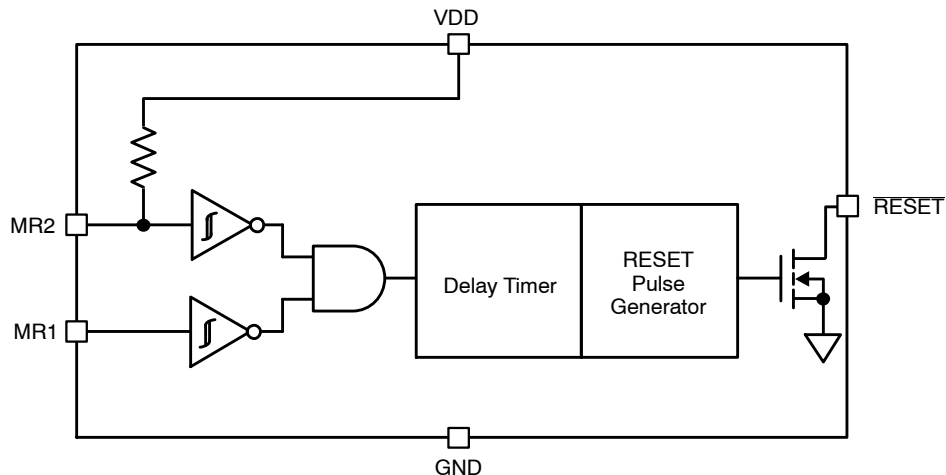 VDD
MR2
RESET
Delay Timer
RESET
Pulse
Generator
MR1
GND